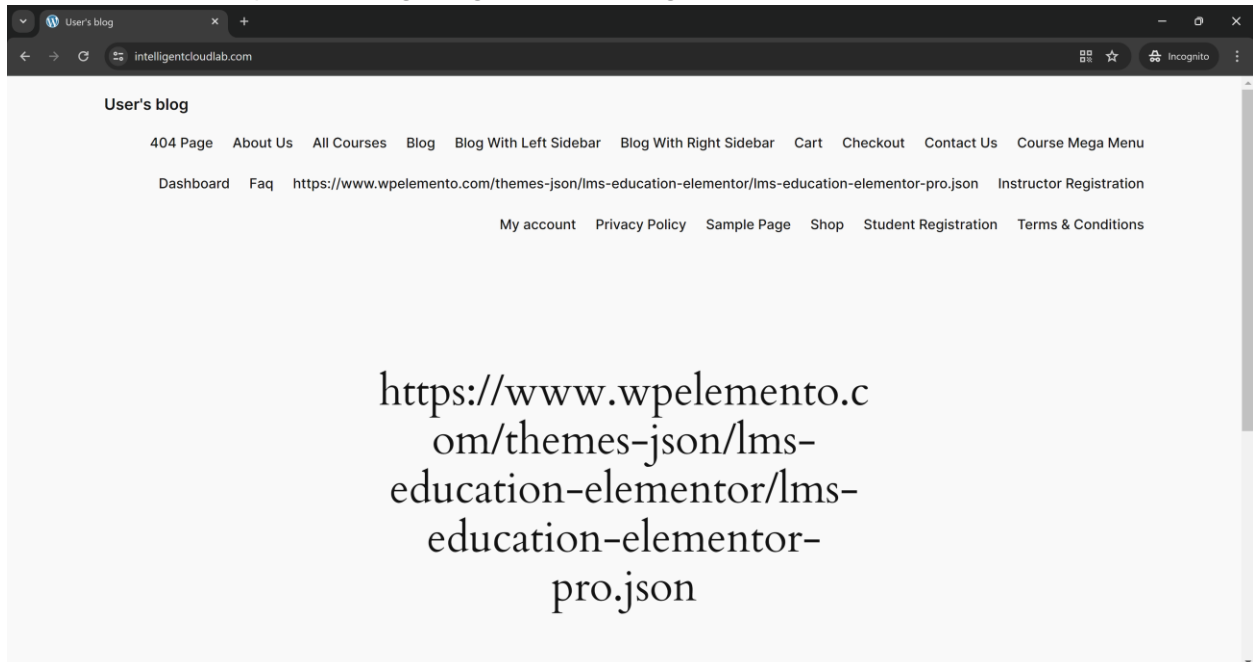 User's blog
intelligentcloudlab.com
Incognito
User's blog
404 Page About Us All Courses Blog Blog With Left Sidebar Blog With Right Sidebar Cart Checkout Contact Us Course Mega Menu
Dashboard Faq https://www.wpelemento.com/themes-json/lms-education-elementor/lms-education-elementor-pro.json Instructor Registration
My account Privacy Policy Sample Page Shop Student Registration Terms & Conditions
https://www.wpelemento.c
om/themes-json/lms-
education-elementor/lms-
education-elementor-
pro.json